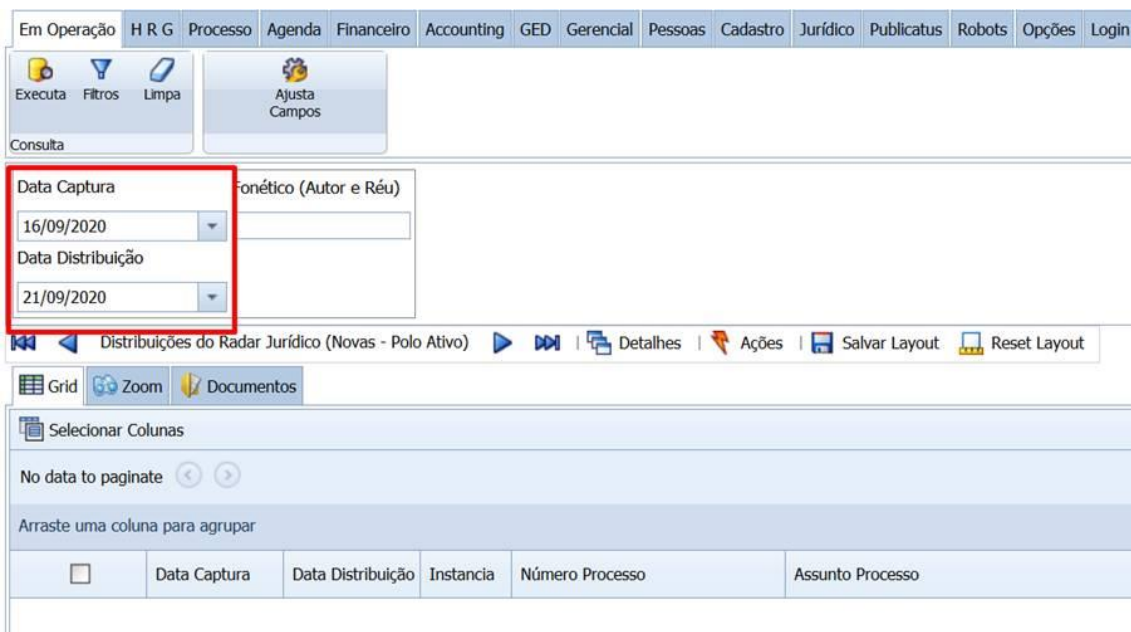 Em Operação H R G Processo Agenda Financeiro Accounting GED Gerencial Pessoas Cadastro Jurídico Publicatus Robots Opções Login
Executa Filtros Limpa Ajusta
Campos
Consulta
Data Captura Fonético (Autor e Réu)
16/09/2020
Data Distribuição
21/09/2020
Distribuições do Radar Jurídico (Novas - Polo Ativo) | Detalhes | Ações | Salvar Layout Reset Layout
Grid Zoom Documentos
Selecionar Colunas
No data to paginate
Arraste uma coluna para agrupar
Data Captura Data Distribuição Instancia Número Processo Assunto Processo